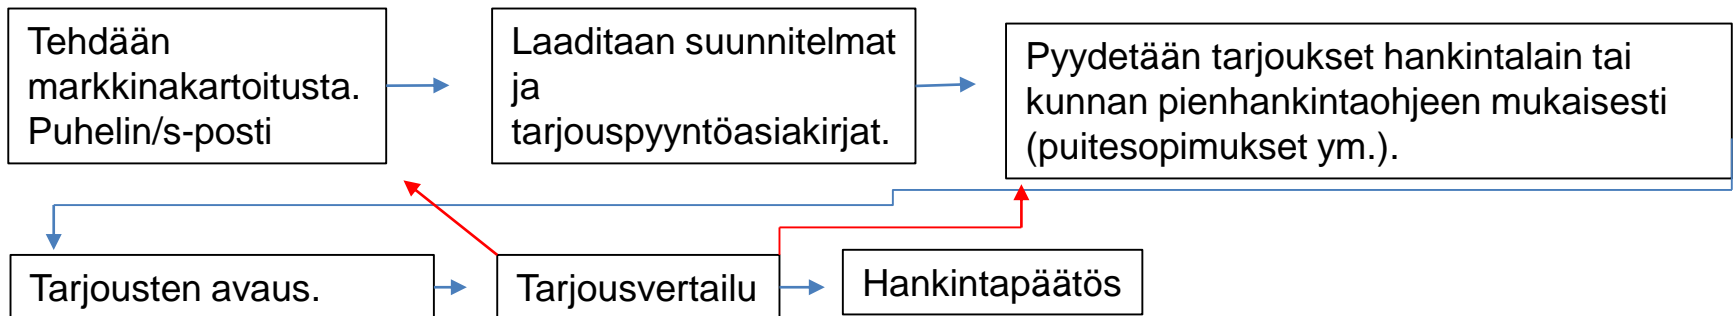 Tehdään
markkinakartoitusta.
Puhelin/s-posti
Laaditaan suunnitelmat
ja
tarjouspyyntöasiakirjat.
Pyydetään tarjoukset hankintalain tai
kunnan pienhankintaohjeen mukaisesti
(puitesopimukset ym.).
Tarjousten avaus.
Tarjousvertailu
Hankintapäätös